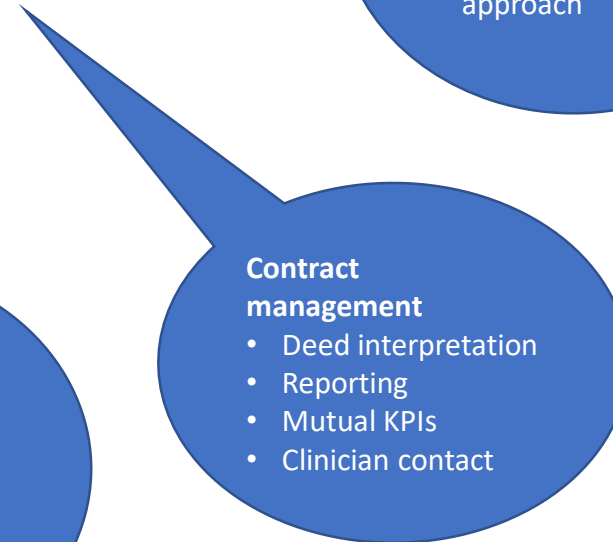 approach
Contract
management
• Deed interpretation
• Reporting
• Mutual KPIs
• Clinician contact